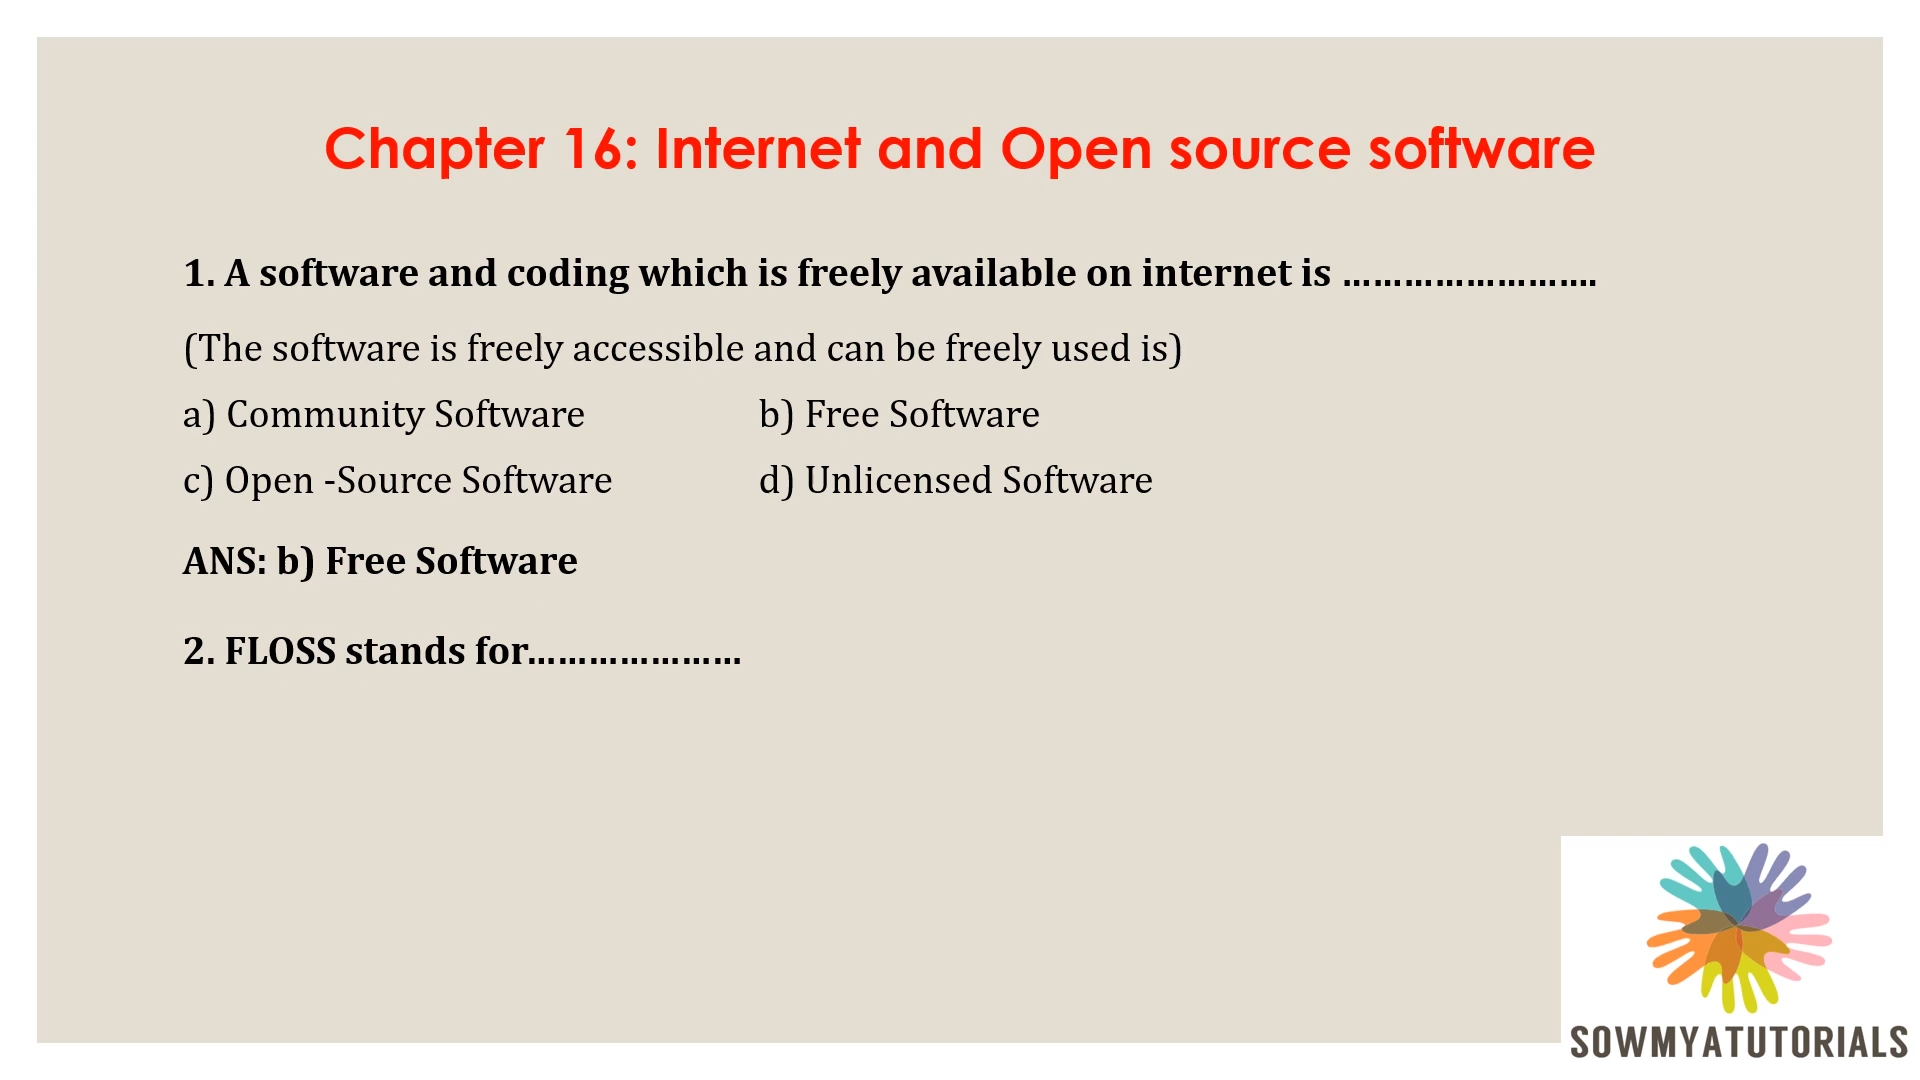 Chapter 16: Internet and Open source software
1. A software and coding which is freely available on internet is …………………….
(The software is freely accessible and can be freely used is)
a) Community Software b) Free Software
c) Open -Source Software d) Unlicensed Software
ANS: b) Free Software
2. FLOSS stands for…………………
SOWMYATUTORIALS